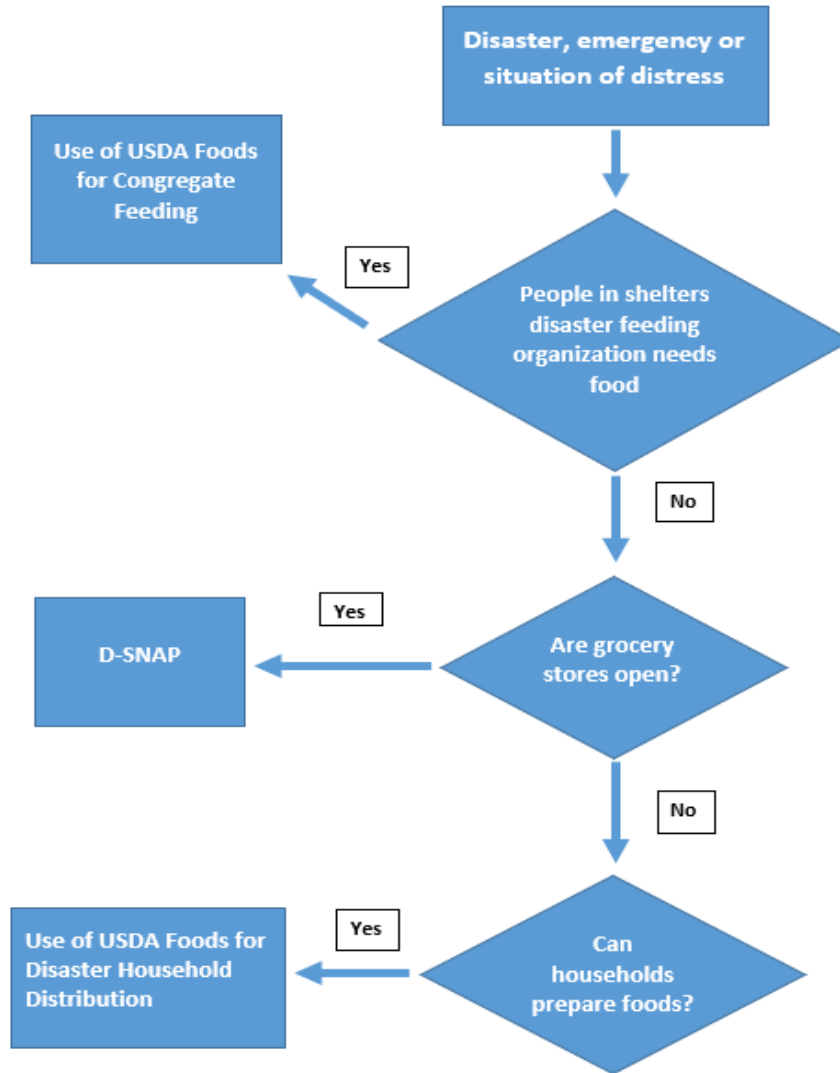 Disaster, emergency or
situation of distress
Use of USDA Foods
for Congregate
Feeding
Yes
People in shelters
disaster feeding
organization needs
food
No
D-SNAP
Yes
Are grocery
stores open?
No
Use of USDA Foods for
Disaster Household
Distribution
Yes
Can
households
prepare foods?